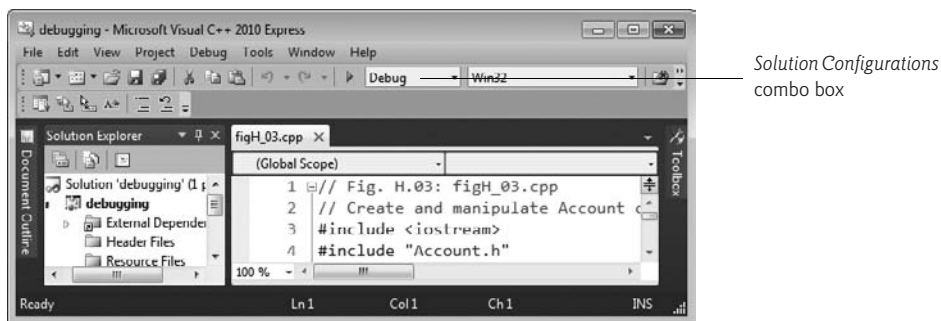 debugging - Microsoft Visual C++ 2010 Express
File Edit View Project Debug Tools Window Help
Debug Win32
Solution Configurations
combo box
Document Outline
Solution Explorer
Solution 'debugging' (1 p
debugging
External Depender
Header Files
Resource Files
figH_03.cpp
(Global Scope)
1 // Fig. H.03: figH_03.cpp
2 // Create and manipulate Account
3 #include <iostream>
4 #include "Account.h"
100 %
Toolbox
Ready Ln 1 Col 1 Ch 1 INS